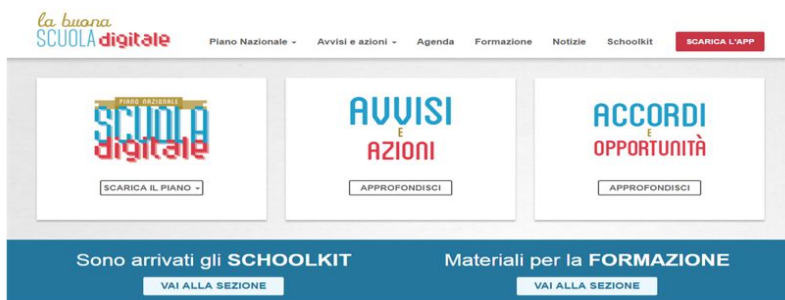 la buona
SCUOLA digitale
Piano Nazionale
Avvisi e azioni
Agenda
Formazione
Notizie
Schoolkit
SCARICA L'APP
PIANO NAZIONALE
SCUOLA
digitale
SCARICA IL PIANO
AVVISI
E
AZIONI
APPROFONDISCI
ACCORDI
E
OPPORTUNITÀ
APPROFONDISCI
Sono arrivati gli SCHOOLKIT
VAI ALLA SEZIONE
Materiali per la FORMAZIONE
VAI ALLA SEZIONE